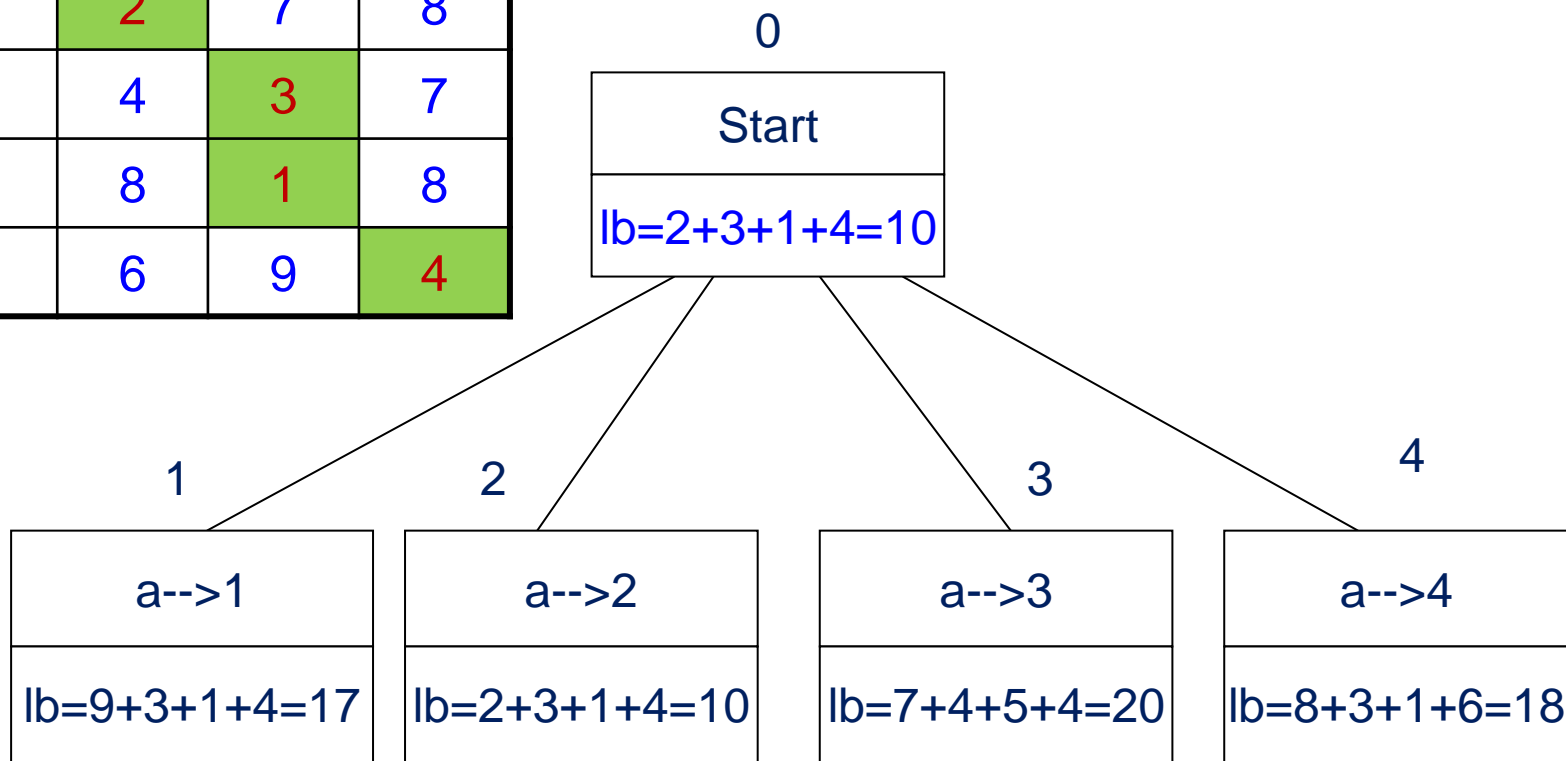 2 7 8
4 3 7
8 1 8
6 9 4
0
Start
lb=2+3+1+4=10
1 2 3 4
a-->1 a-->2 a-->3 a-->4
lb=9+3+1+4=17 lb=2+3+1+4=10 lb=7+4+5+4=20 lb=8+3+1+6=18